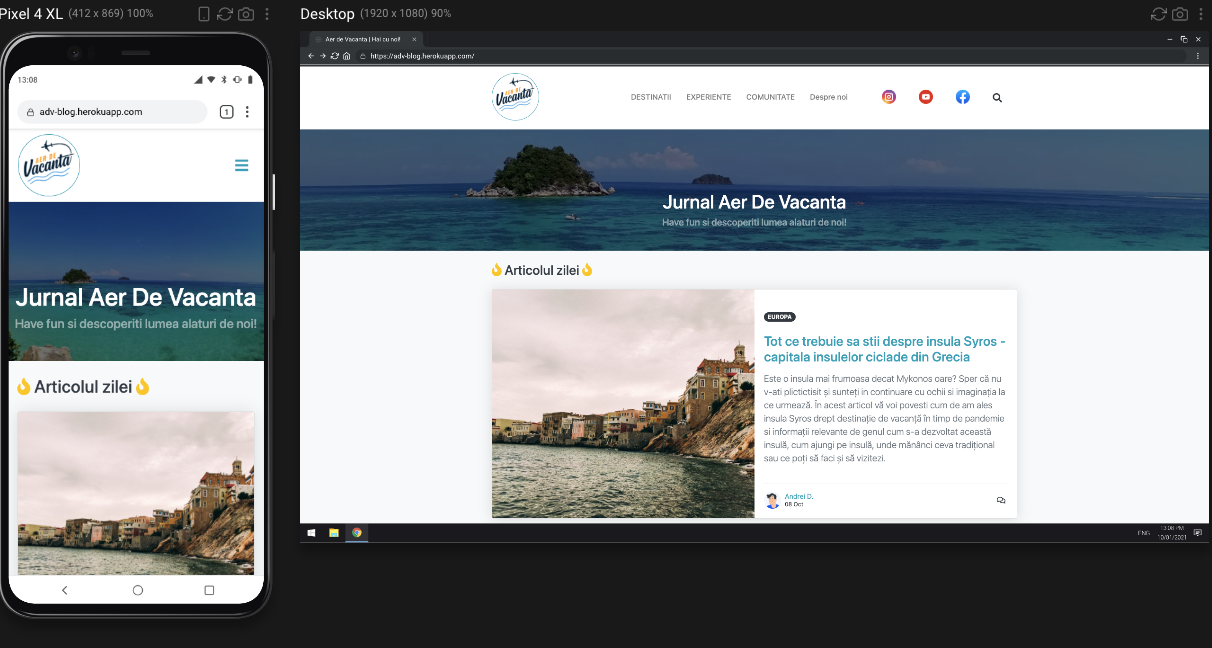 Pixel 4 XL (412 x 869) 100%
13:08
adv-blog.herokuapp.com
1
AER DE
Vacanta
Jurnal Aer De Vacanta
Have fun si descoperiti lumea alaturi de noi!
Articolul zilei
Desktop (1920 x 1080) 90%
Aer de Vacanta | Hai cu noi!
https://adv-blog.herokuapp.com/
AER DE
Vacanta
DESTINATII EXPERIENTE COMUNITATE Despre noi
Jurnal Aer De Vacanta
Have fun si descoperiti lumea alaturi de noi!
Articolul zilei
EUROPA
Tot ce trebuie sa stii despre insula Syros -
capitala insulelor ciclade din Grecia
Este o insula mai frumoasa decat Mykonos oare? Sper că nu
v-ati plictictisit și sunteți in continuare cu ochii si imaginația la
ce urmează. În acest articol vă voi povesti cum de am ales
insula Syros drept destinație de vacanță în timp de pandemie
si informații relevante de genul cum s-a dezvoltat această
insulă, cum ajungi pe insulă, unde mănânci ceva tradițional
sau ce poți să faci și să vizitezi.
Andrei D.
08 Oct
ENG
13:08 PM
10/01/2021